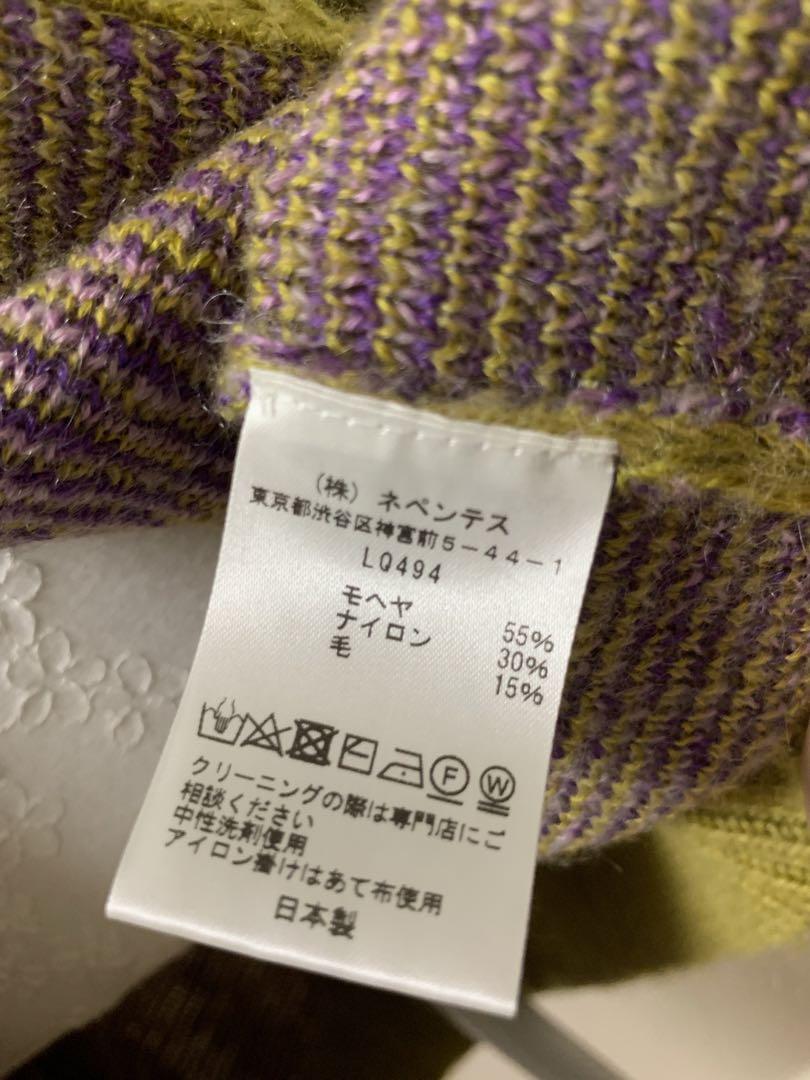 (株) ネペンテス
東京都渋谷区神宮前5-44-1
LQ494
モヘヤ 55%
ナイロン 30%
毛 15%
F W
クリーニングの際は専門店にご
相談ください
中性洗剤使用
アイロン掛けはあて布使用
日本製